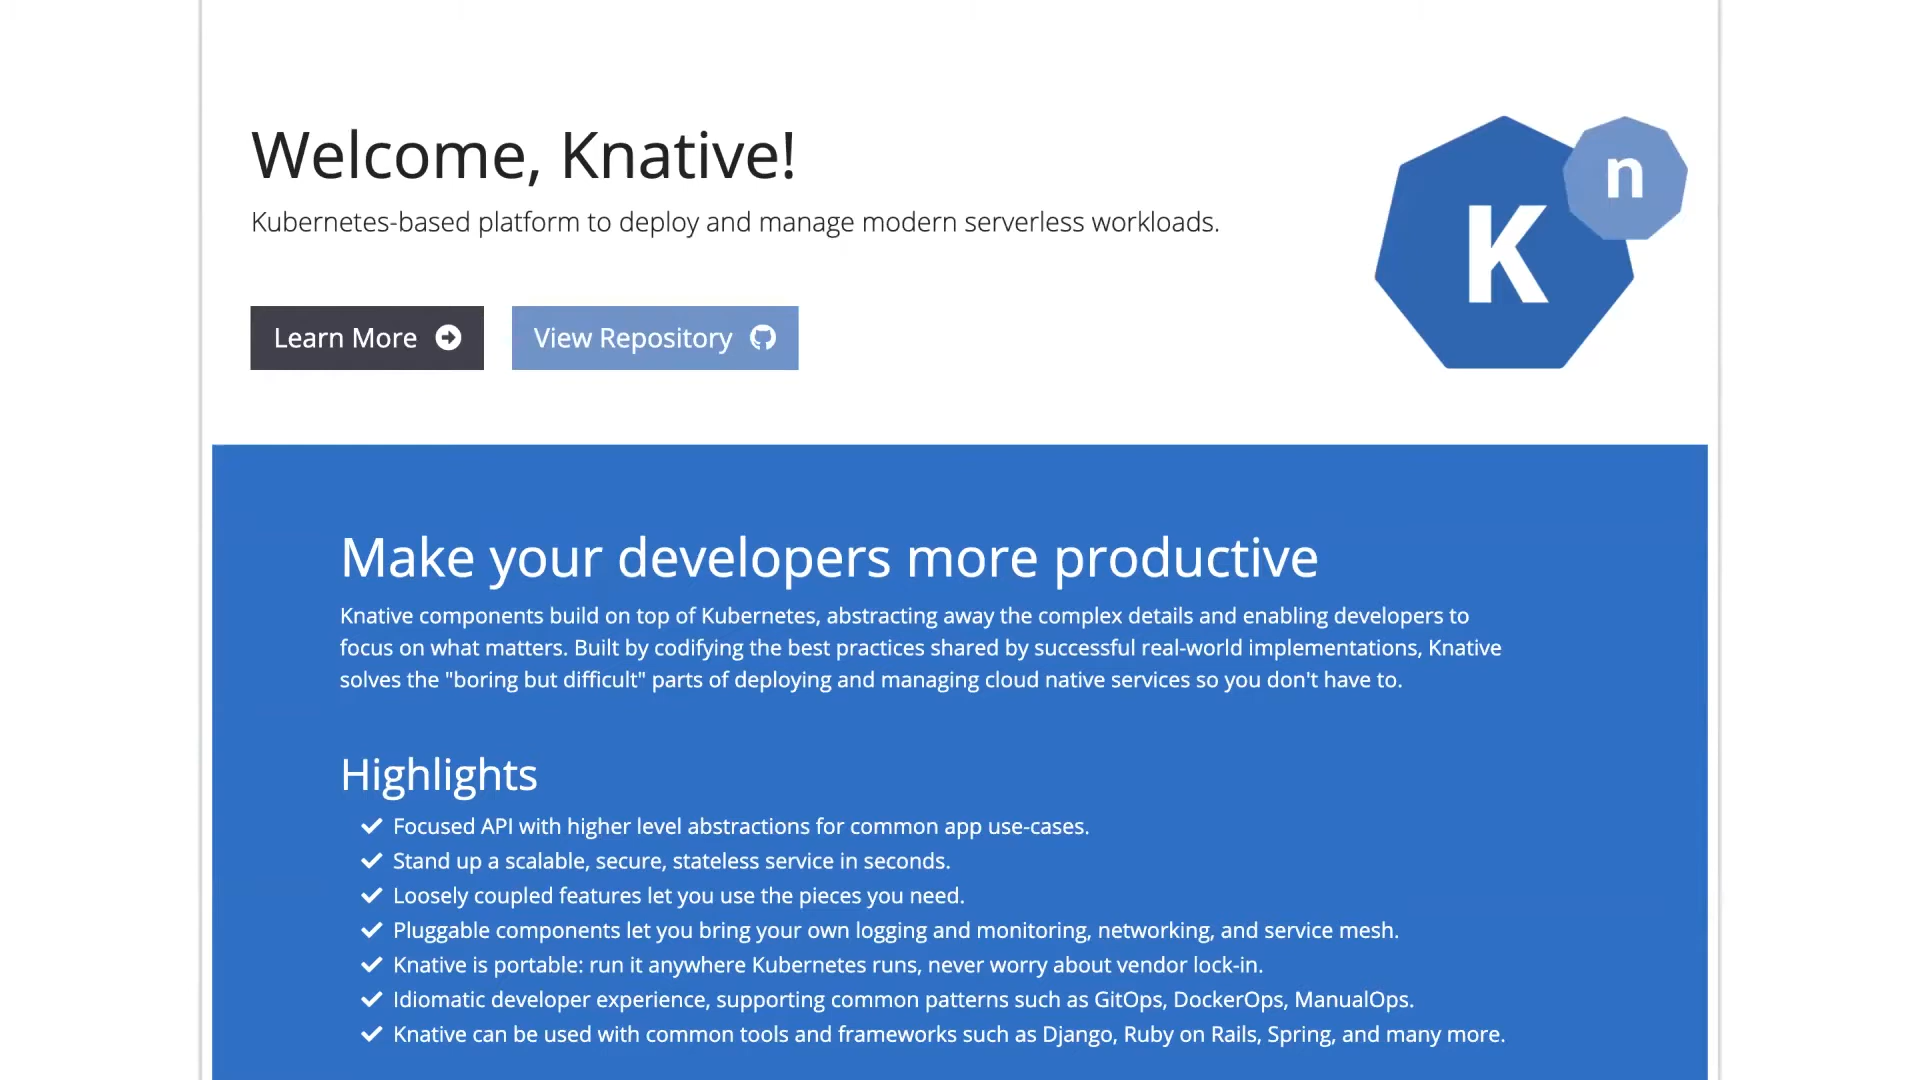 Welcome, Knative!
Kubernetes-based platform to deploy and manage modern serverless workloads.
Learn More
View Repository
K
n
Make your developers more productive
Knative components build on top of Kubernetes, abstracting away the complex details and enabling developers to
focus on what matters. Built by codifying the best practices shared by successful real-world implementations, Knative
solves the "boring but difficult" parts of deploying and managing cloud native services so you don't have to.
Highlights
Focused API with higher level abstractions for common app use-cases.
Stand up a scalable, secure, stateless service in seconds.
Loosely coupled features let you use the pieces you need.
Pluggable components let you bring your own logging and monitoring, networking, and service mesh.
Knative is portable: run it anywhere Kubernetes runs, never worry about vendor lock-in.
Idiomatic developer experience, supporting common patterns such as GitOps, DockerOps, ManualOps.
Knative can be used with common tools and frameworks such as Django, Ruby on Rails, Spring, and many more.